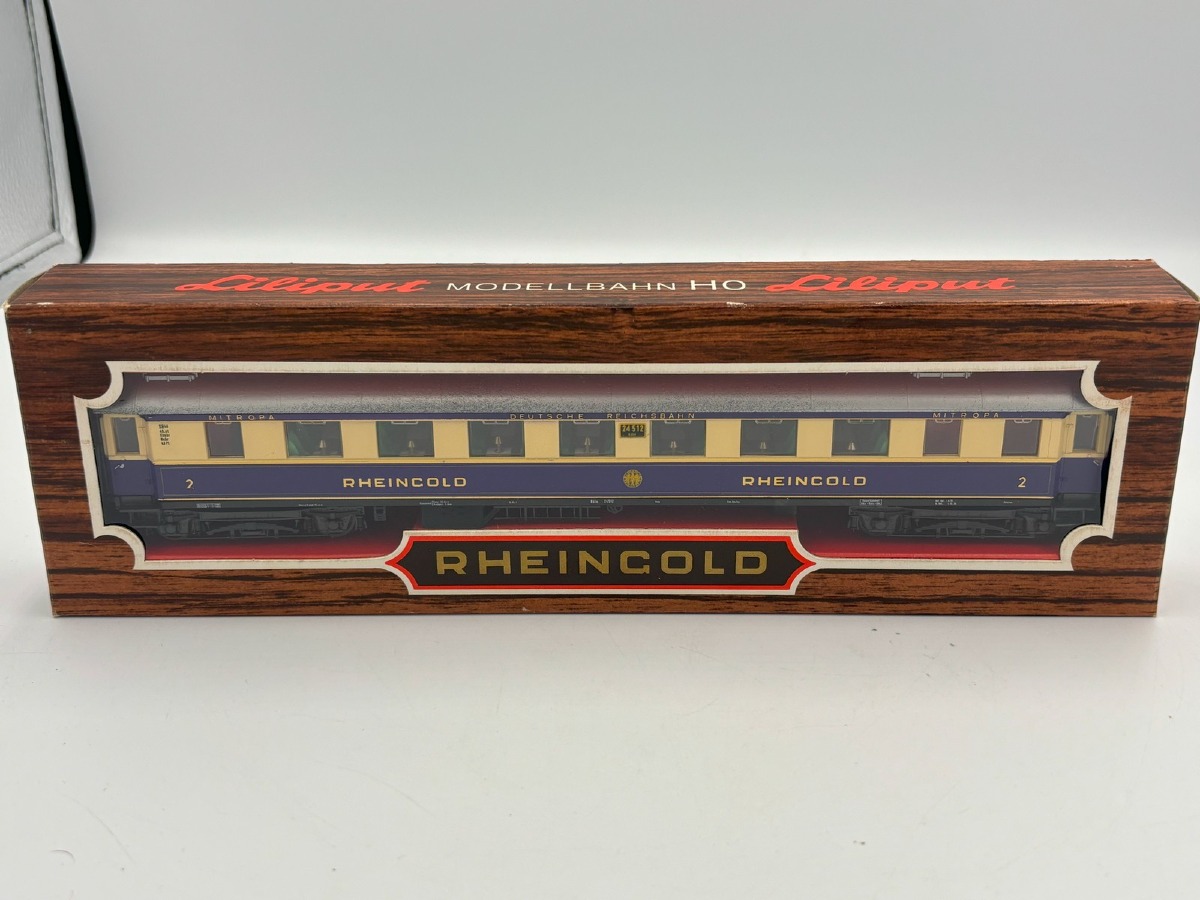 Liliput MODELLBAHN HO Liliput
MITROPA DEUTSCHE REICHSBAHN MITROPA
24 512
2 RHEINGOLD RHEINGOLD 2
RHEINGOLD